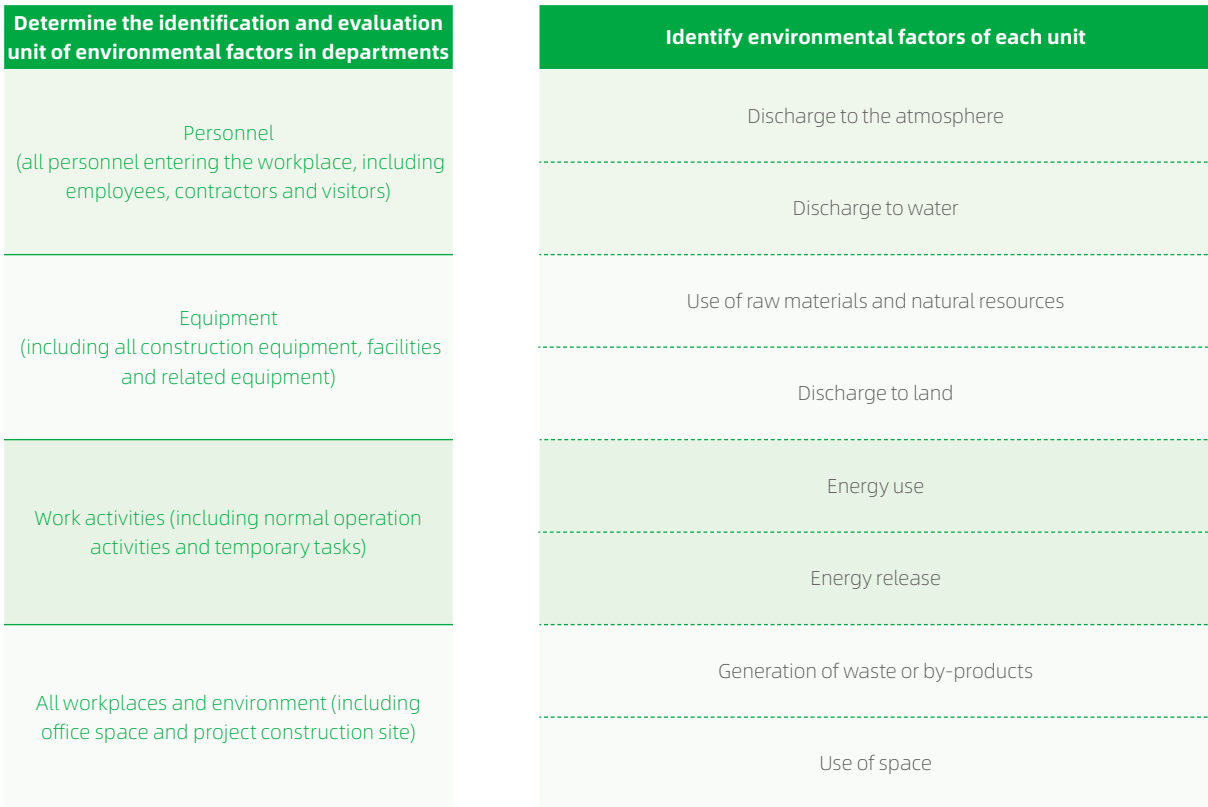 Determine the identification and evaluation
unit of environmental factors in departments
Personnel
(all personnel entering the workplace, including
employees, contractors and visitors)
Equipment
(including all construction equipment, facilities
and related equipment)
Work activities (including normal operation
activities and temporary tasks)
All workplaces and environment (including
office space and project construction site)
Identify environmental factors of each unit
Discharge to the atmosphere
Discharge to water
Use of raw materials and natural resources
Discharge to land
Energy use
Energy release
Generation of waste or by-products
Use of space